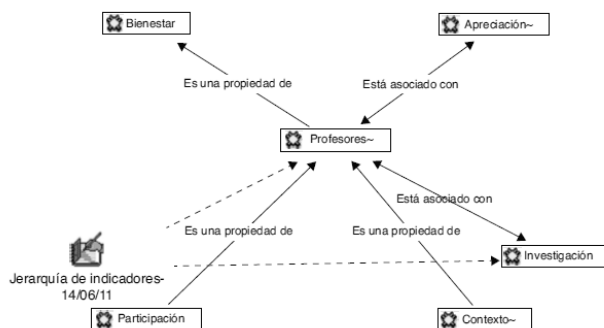 Bienestar
Apreciación~
Es una propiedad de
Está asociado con
Profesores~
Está asociado con
Es una propiedad de
Es una propiedad de
Investigación
Jerarquía de indicadores-
14/06/11
Participación
Contexto~